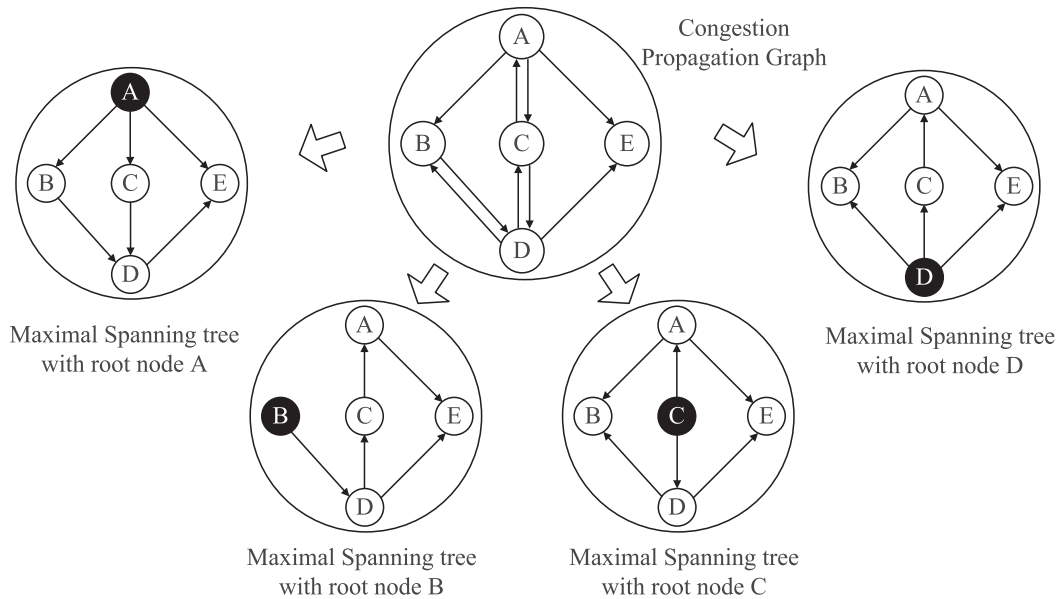 A
B
C
E
D
Congestion
Propagation Graph
A
B
C
E
D
Maximal Spanning tree
with root node A
A
B
C
E
D
Maximal Spanning tree
with root node D
A
B
C
E
D
Maximal Spanning tree
with root node B
A
B
C
E
D
Maximal Spanning tree
with root node C